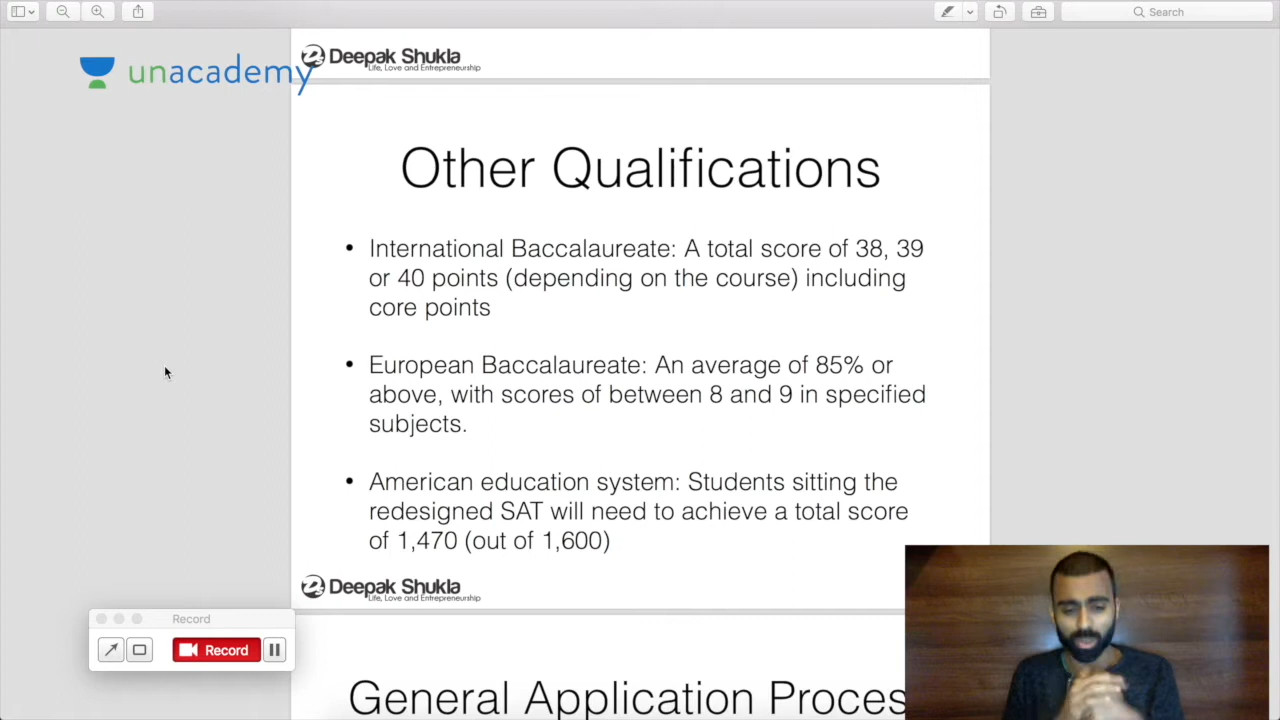 Search
Deepak Shukla
Life, Love and Entrepreneurship
unacademy
Other Qualifications
• International Baccalaureate: A total score of 38, 39
or 40 points (depending on the course) including
core points
• European Baccalaureate: An average of 85% or
above, with scores of between 8 and 9 in specified
subjects.
• American education system: Students sitting the
redesigned SAT will need to achieve a total score
of 1,470 (out of 1,600)
Deepak Shukla
Life, Love and Entrepreneurship
Record
Record
General Application Proces